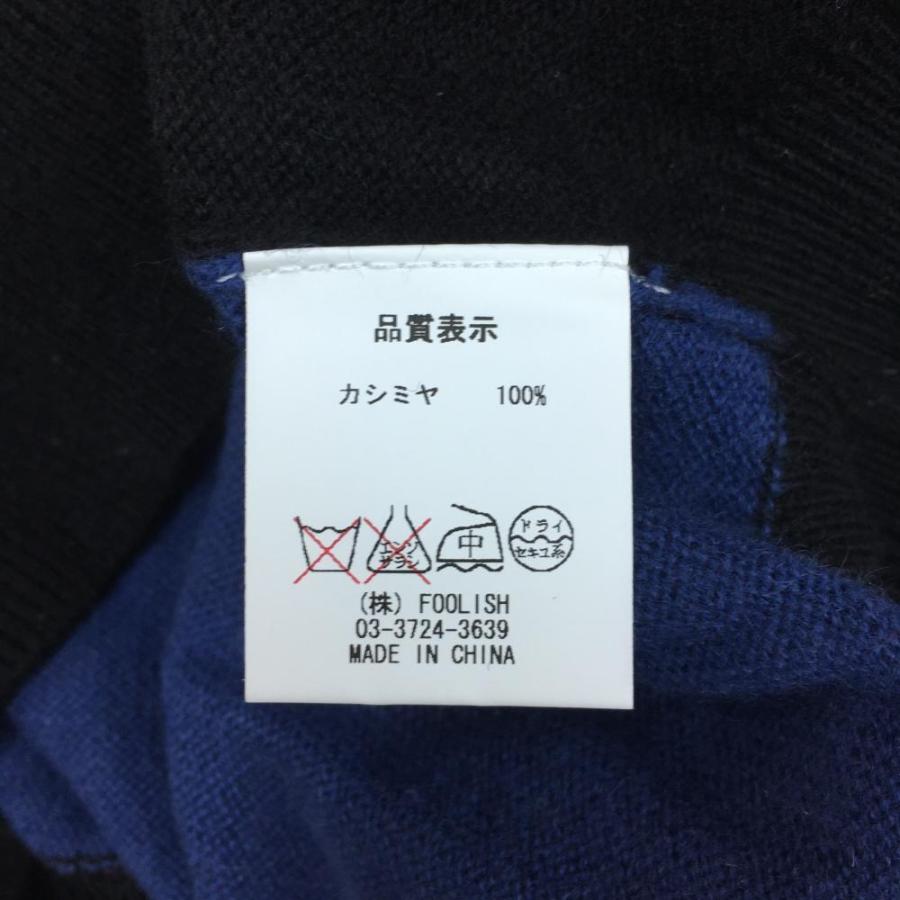 品質表示
カシミヤ 100%
エンソ
サラシ
中
ドライ
セキユ系
(株) FOOLISH
03-3724-3639
MADE IN CHINA